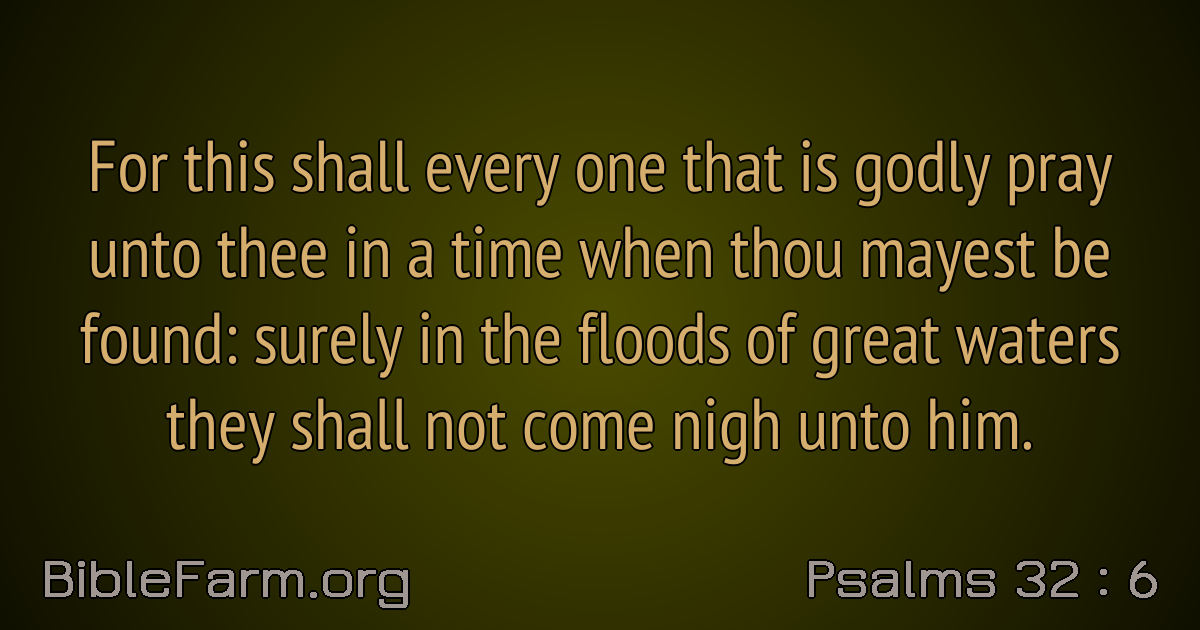 For this shall every one that is godly pray
unto thee in a time when thou mayest be
found: surely in the floods of great waters
they shall not come nigh unto him.
BibleFarm.org
Psalms 32 : 6